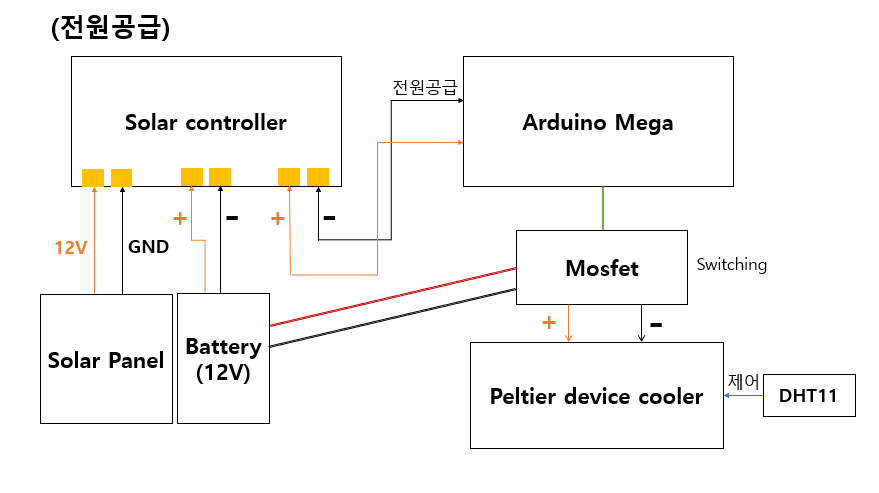 (전원공급)
Solar controller
전원공급
Arduino Mega
+
-
+
-
12V
GND
Mosfet
Switching
Solar Panel
Battery
(12V)
+
-
Peltier device cooler
제어
DHT11